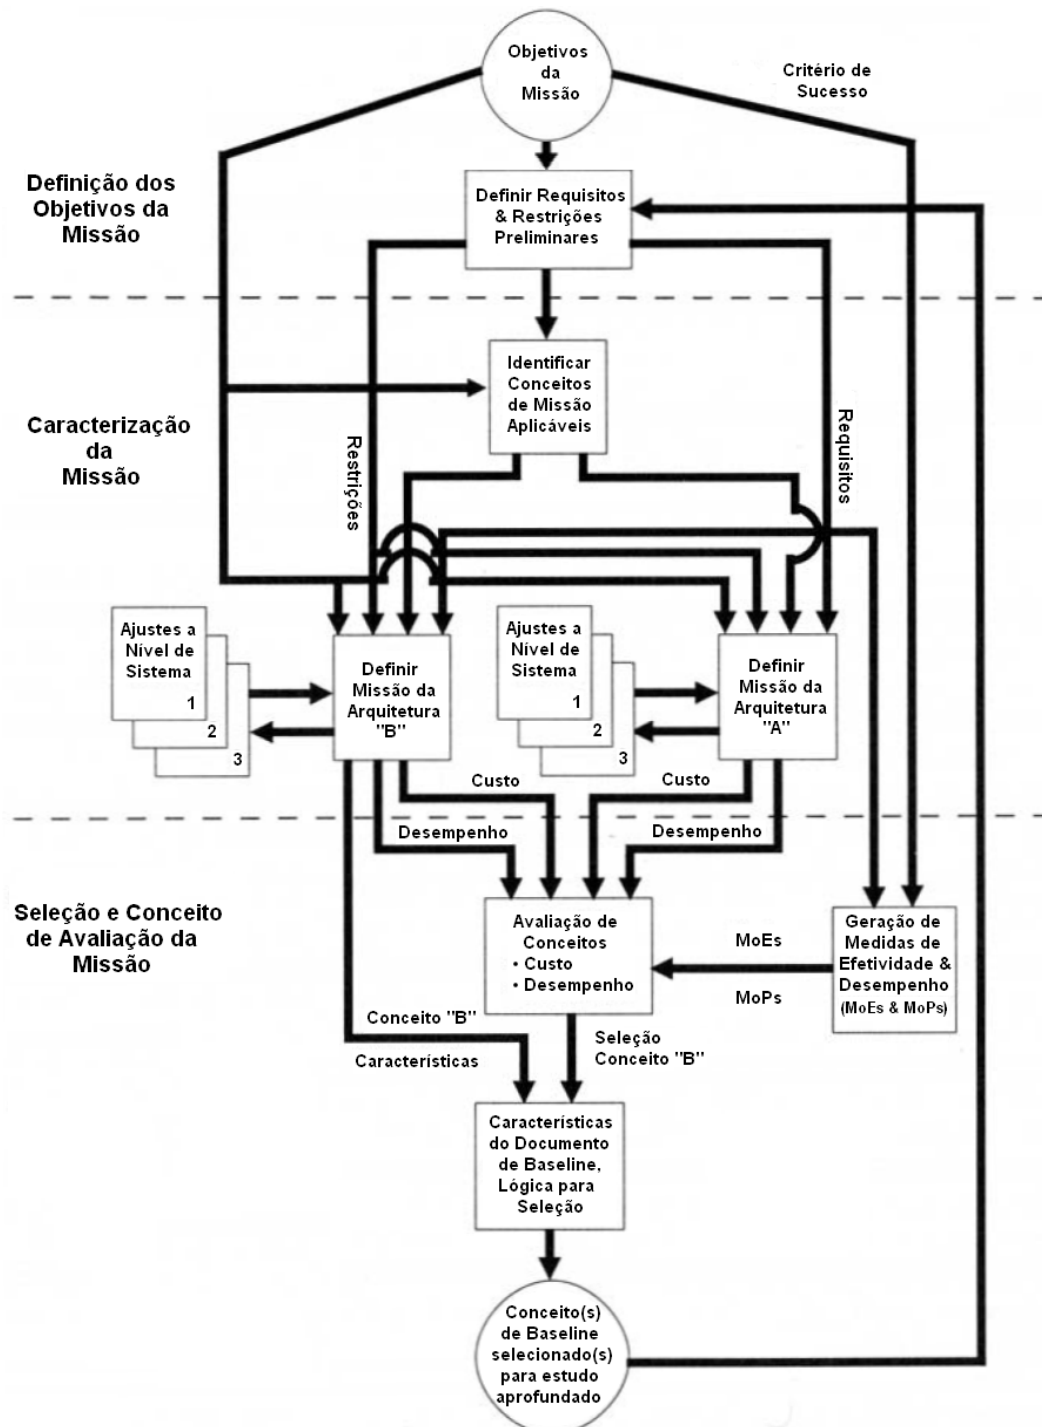 Objetivos
da
Missão
Critério de
Sucesso
Definição dos
Objetivos da
Missão
Definir Requisitos
& Restrições
Preliminares
Identificar
Conceitos
de Missão
Aplicáveis
Caracterização
da
Missão
Restrições
Requisitos
Ajustes a
Nível de
Sistema
1
2
3
Definir
Missão da
Arquitetura
"B"
Ajustes a
Nível de
Sistema
1
2
3
Definir
Missão da
Arquitetura
"A"
Custo
Custo
Desempenho
Desempenho
Seleção e Conceito
de Avaliação da
Missão
Avaliação de
Conceitos
• Custo
• Desempenho
MoEs
MoPs
Geração de
Medidas de
Efetividade &
Desempenho
(MoEs & MoPs)
Conceito "B"
Característícas
Seleção
Conceito "B"
Característícas
do Documento
de Baseline,
Lógica para
Seleção
Conceito(s)
de Baseline
selecionado(s)
para estudo
aprofundado